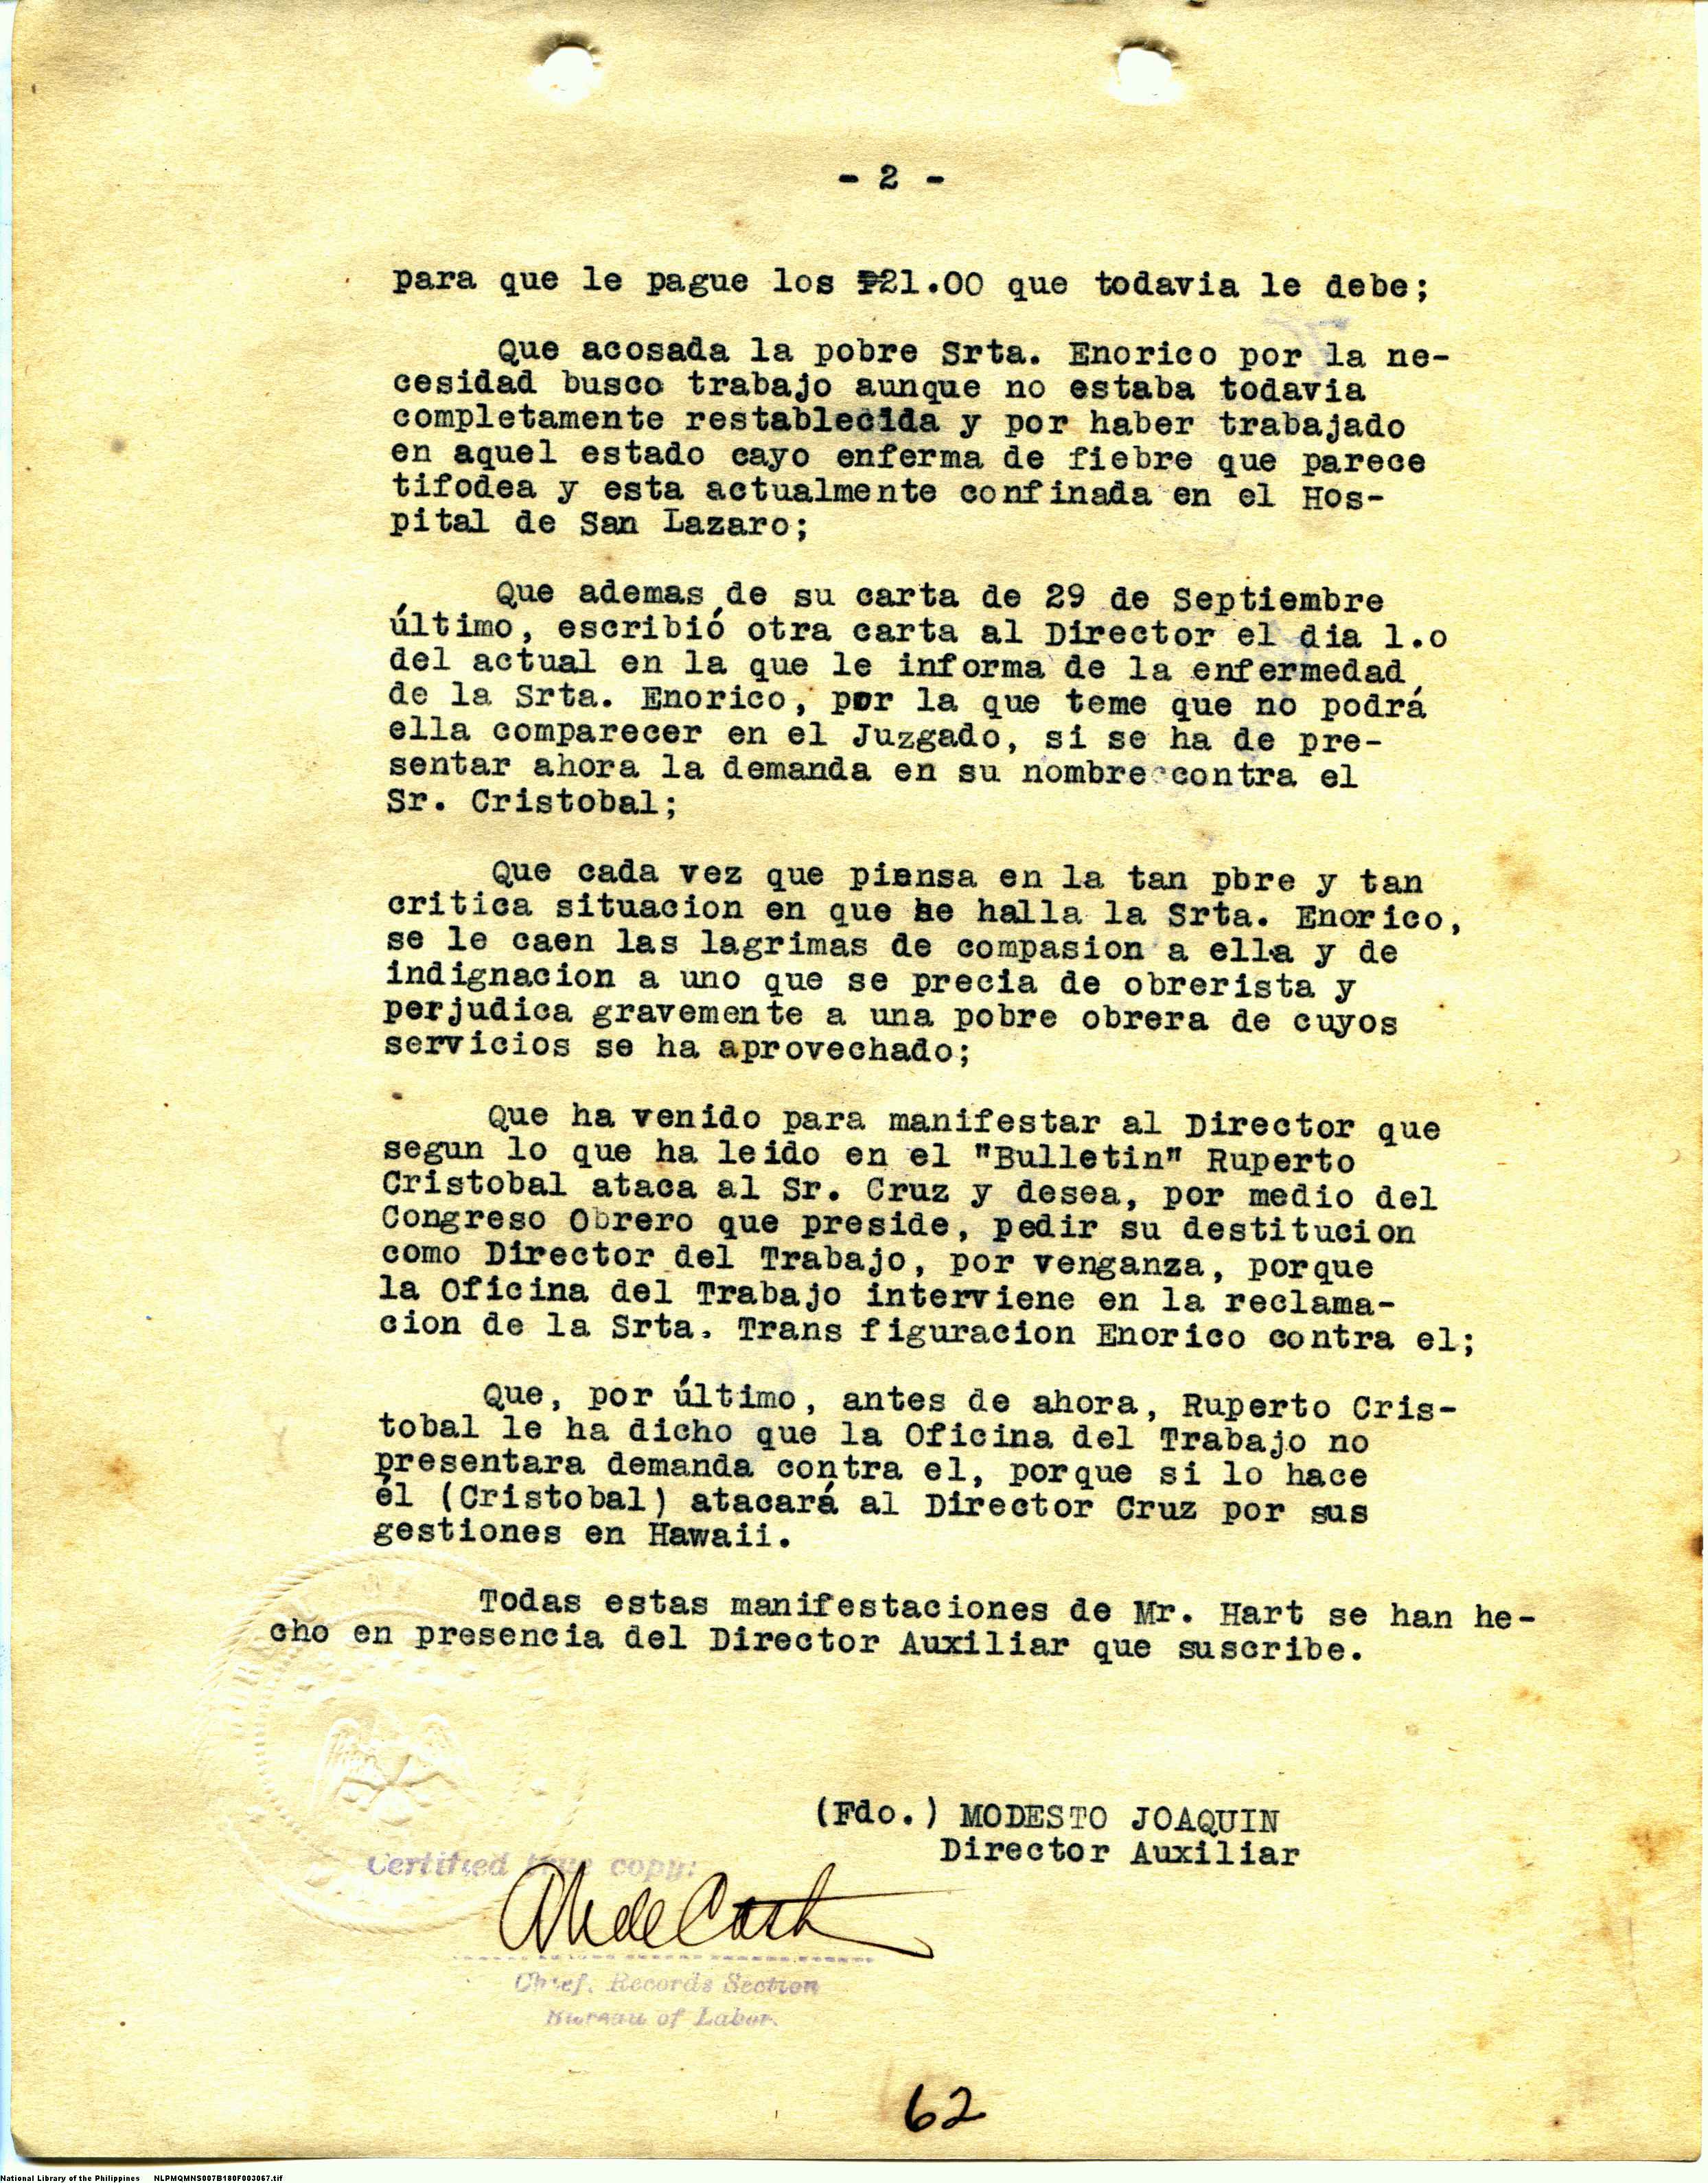 - 2 -
para que le pague los ₱21.00 que todavia le debe;
Que acosada la pobre Srta. Enorico por la ne-
cesidad busco trabajo aunque no estaba todavia
completamente restablecida y por haber trabajado
en aquel estado cayo enferma de fiebre que parece
tifodea y esta actualmente confinada en el Hos-
pital de San Lazaro;
Que ademas de su carta de 29 de Septiembre
último, escribió otra carta al Director el dia 1.o
del actual en la que le informa de la enfermedad
de la Srta. Enorico, por la que teme que no podrá
ella comparecer en el Juzgado, si se ha de pre-
sentar ahora la demanda en su nombre contra el
Sr. Cristobal;
Que cada vez que piensa en la tan pbre y tan
critica situacion en que se halla la Srta. Enorico,
se le caen las lagrimas de compasion a ella y de
indignacion a uno que se precia de obrerista y
perjudica gravemente a una pobre obrera de cuyos
servicios se ha aprovechado;
Que ha venido para manifestar al Director que
segun lo que ha leido en el "Bulletin" Ruperto
Cristobal ataca al Sr. Cruz y desea, por medio del
Congreso Obrero que preside, pedir su destitucion
como Director del Trabajo, por venganza, porque
la Oficina del Trabajo interviene en la reclama-
cion de la Srta. Trans figuracion Enorico contra el;
Que, por último, antes de ahora, Ruperto Cris-
tobal le ha dicho que la Oficina del Trabajo no
presentara demanda contra el, porque si lo hace
él (Cristobal) atacará al Director Cruz por sus
gestiones en Hawaii.
Todas estas manifestaciones de Mr. Hart se han he-
cho en presencia del Director Auxiliar que suscribe.
(Fdo.) MODESTO JOAQUIN
Director Auxiliar
Certified true copy:
Chief, Records Section
Bureau of Labor.
62
National Library of the Philippines NLPMQMNS007B180F003067.tif